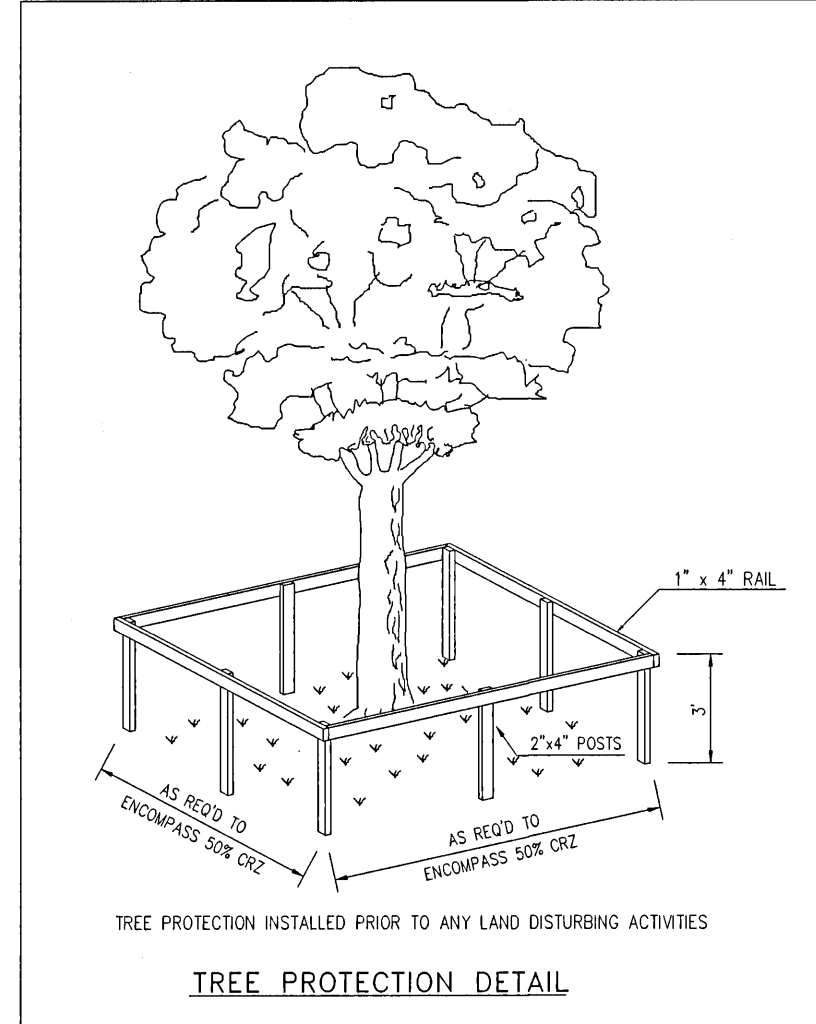 1" x 4" RAIL
3'
2"x4" POSTS
AS REQ'D TO
ENCOMPASS 50% CRZ
AS REQ'D TO
ENCOMPASS 50% CRZ
TREE PROTECTION INSTALLED PRIOR TO ANY LAND DISTURBING ACTIVITIES
TREE PROTECTION DETAIL